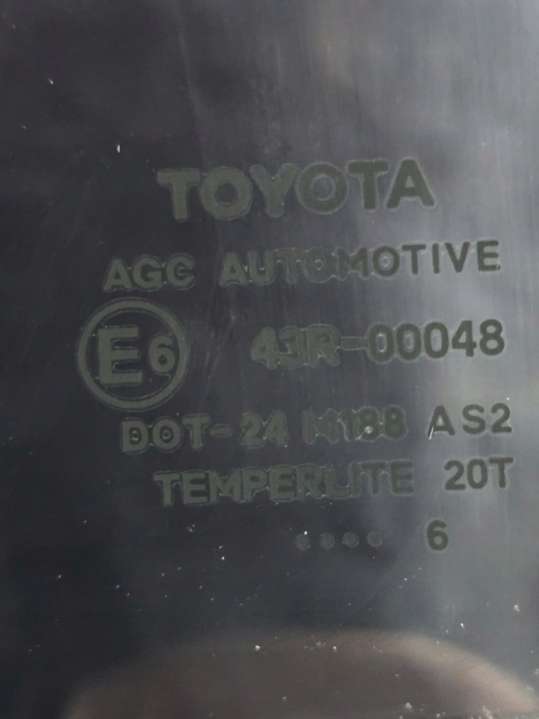 TOYOTA
AGC AUTOMOTIVE
E6 43R-00048
DOT-24 M188 AS2
TEMPERLITE 20T
•••• 6